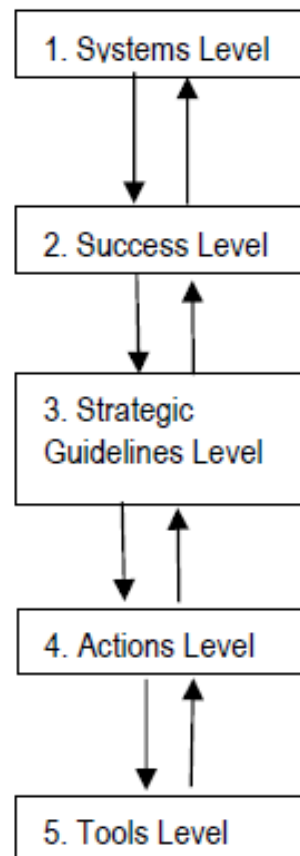 1. Systems Level
2. Success Level
3. Strategic
Guidelines Level
4. Actions Level
5. Tools Level